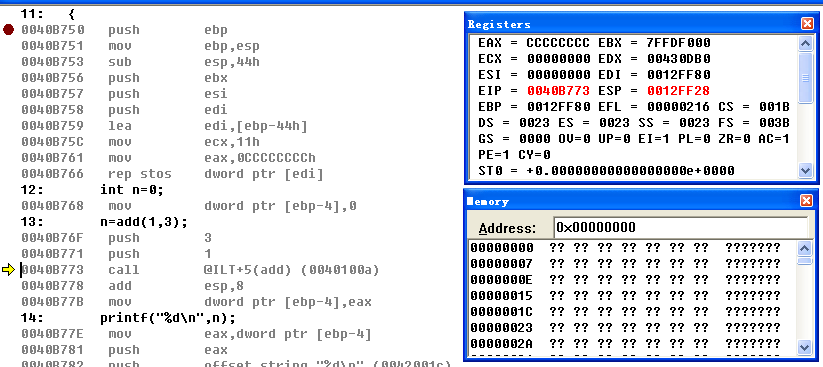 11:    {
0040B750   push        ebp
0040B751   mov         ebp,esp
0040B753   sub         esp,44h
0040B756   push        ebx
0040B757   push        esi
0040B758   push        edi
0040B759   lea         edi,[ebp-44h]
0040B75C   mov         ecx,11h
0040B761   mov         eax,0CCCCCCCCh
0040B766   rep stos    dword ptr [edi]
12:        int n=0;
0040B768   mov         dword ptr [ebp-4],0
13:        n=add(1,3);
0040B76F   push        3
0040B771   push        1
0040B773   call        @ILT+5(add) (0040100a)
0040B778   add         esp,8
0040B77B   mov         dword ptr [ebp-4],eax
14:        printf("%d\n",n);
0040B77E   mov         eax,dword ptr [ebp-4]
0040B781   push        eax
0040B782   push        offset string "%d\n" (0042001c)
Registers
EAX = CCCCCCCC EBX = 7FFDF000
ECX = 00000000 EDX = 00430DB0
ESI = 00000000 EDI = 0012FF80
EIP = 0040B773 ESP = 0012FF28
EBP = 0012FF80 EFL = 00000216 CS = 001B
DS = 0023 ES = 0023 SS = 0023 FS = 003B
GS = 0000 OV=0 UP=0 EI=1 PL=0 ZR=0 AC=1
PE=1 CY=0
ST0 = +0.00000000000000000e+0000
Memory
Address: 0x00000000
00000000  ?? ?? ?? ?? ?? ?? ??  ???????
00000007  ?? ?? ?? ?? ?? ?? ??  ???????
0000000E  ?? ?? ?? ?? ?? ?? ??  ???????
00000015  ?? ?? ?? ?? ?? ?? ??  ???????
0000001C  ?? ?? ?? ?? ?? ?? ??  ???????
00000023  ?? ?? ?? ?? ?? ?? ??  ???????
0000002A  ?? ?? ?? ?? ?? ?? ??  ???????